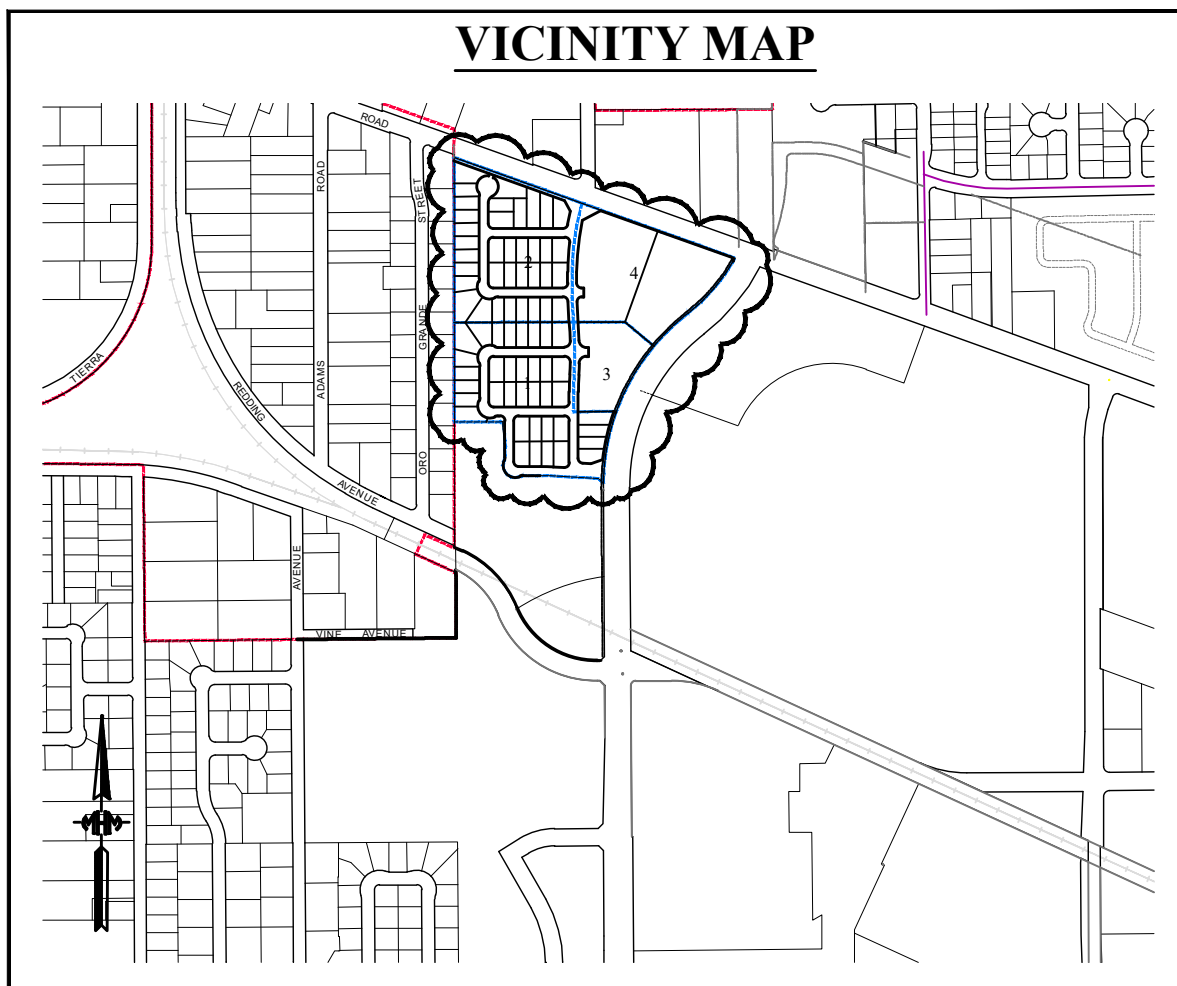 VICINITY MAP
ROAD
ROAD
STREET
2
4
GRANDE
TIERRA
ADAMS
3
1
REDDING
ORO
AVENUE
AVENUE
VINE AVENUE